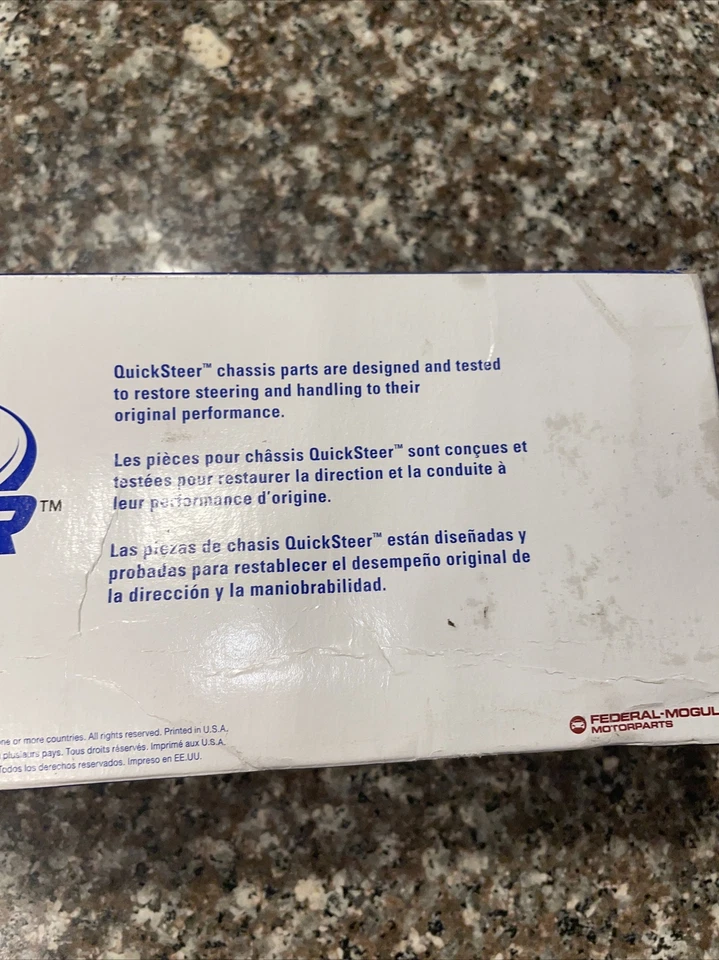 QuickSteer™ chassis parts are designed and tested
to restore steering and handling to their
original performance.
Les pièces pour châssis QuickSteer™ sont conçues et
testées pour restaurer la direction et la conduite à
leur performance d'origine.
Las piezas de chasis QuickSteer™ están diseñadas y
probadas para restablecer el desempeño original de
la dirección y la maniobrabilidad.
R™
one or more countries. All rights reserved. Printed in U.S.A.
plusieurs pays. Tous droits réservés. Imprimé aux U.S.A.
Todos los derechos reservados. Impreso en EE.UU.
FEDERAL-MOGUL
MOTORPARTS